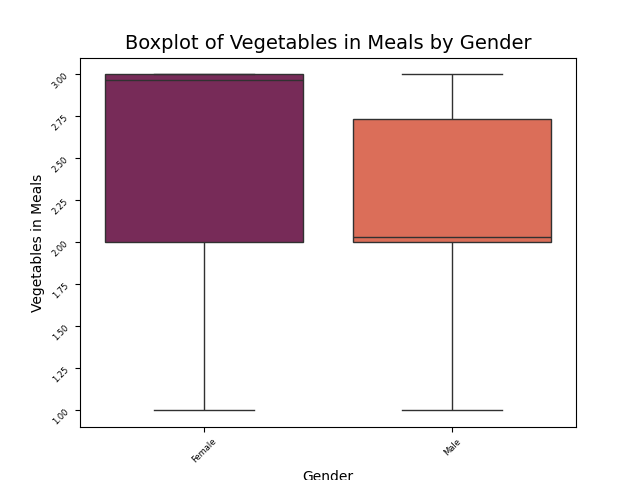 Boxplot of Vegetables in Meals by Gender
3.00
2.75
2.50
2.25
2.00
1.75
1.50
1.25
1.00
Vegetables in Meals
Female
Male
Gender